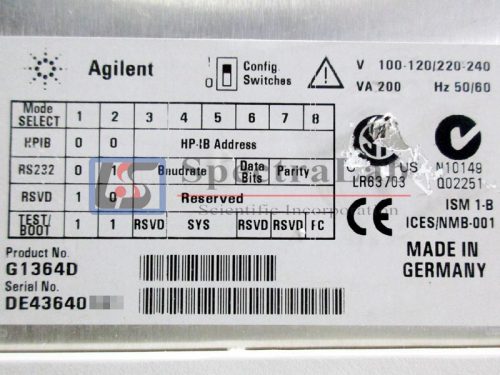 Agilent
1
0
Config
Switches
V 100-120/220-240
VA 200 Hz 50/60
Mode
SELECT 1 2 3 4 5 6 7 8
HPIB 0 0 HP-IB Address
RS232 0 1 Baudrate Data Bits Parity
RSVD 1 0 Reserved
TEST/
BOOT 1 1 RSVD SYS RSVD RSVD FC
SpectraLab
Scientific Incorporation
C US
LR63703
N10149
Q02251
ISM 1-B
ICES/NMB-001
CE
MADE IN
GERMANY
Product No.
G1364D
Serial No.
DE43640